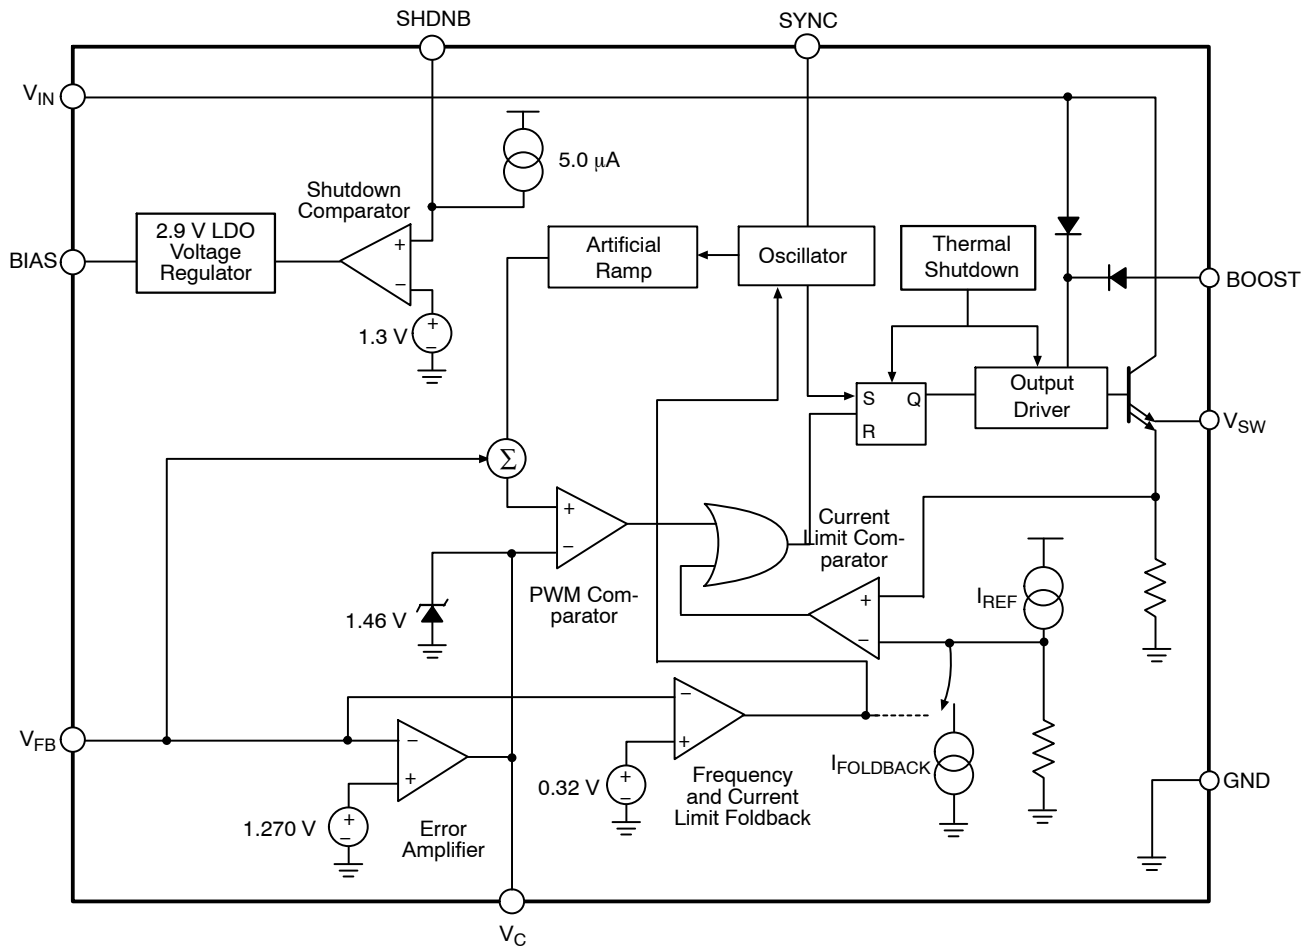 SHDNB
SYNC
V_IN
5.0 μA
Shutdown
Comparator
2.9 V LDO
Voltage
Regulator
BIAS
+
−
1.3 V
+
−
Artificial
Ramp
Oscillator
Thermal
Shutdown
BOOST
S
Q
R
Output
Driver
V_SW
Σ
+
−
PWM Com-
parator
1.46 V
Current
Limit Com-
parator
+
−
I_REF
V_FB
−
+
1.270 V
+
−
Error
Amplifier
−
+
0.32 V
+
−
Frequency
and Current
Limit Foldback
I_FOLDBACK
GND
V_C